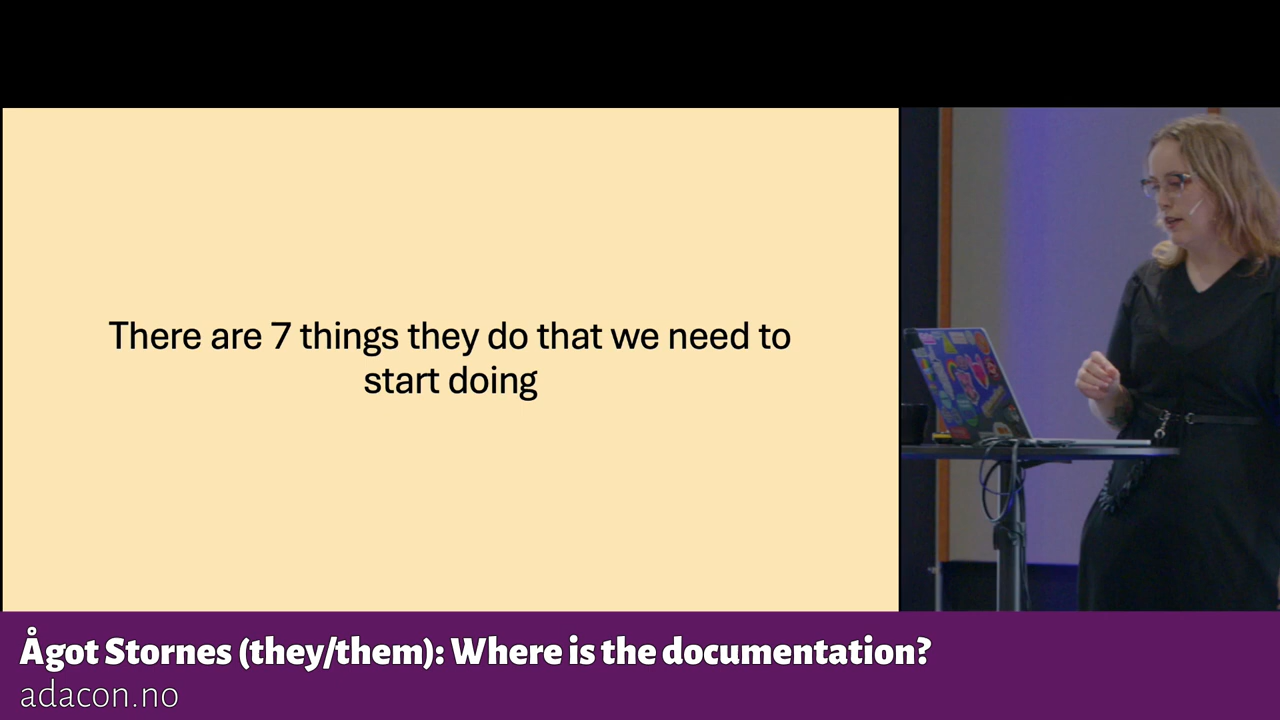 There are 7 things they do that we need to
start doing
Ågot Stornes (they/them): Where is the documentation?
adacon.no